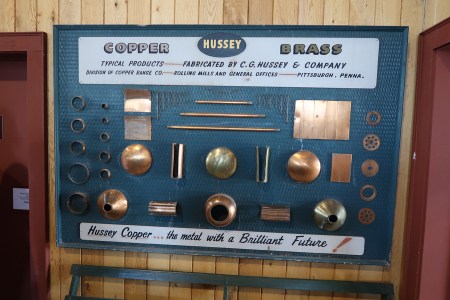 COPPER HUSSEY BRASS
TYPICAL PRODUCTS — FABRICATED BY C.G. HUSSEY & COMPANY
DIVISION OF COPPER RANGE CO. — ROLLING MILLS AND GENERAL OFFICES — PITTSBURGH, PENNA.
Hussey Copper... the metal with a Brilliant Future!